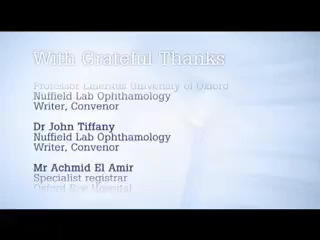 With Grateful Thanks
Professor Emeritus University of Oxford
Nuffield Lab Ophthamology
Writer, Convenor
Dr John Tiffany
Nuffield Lab Ophthamology
Writer, Convenor
Mr Achmid El Amir
Specialist registrar
Oxford Eye Hospital